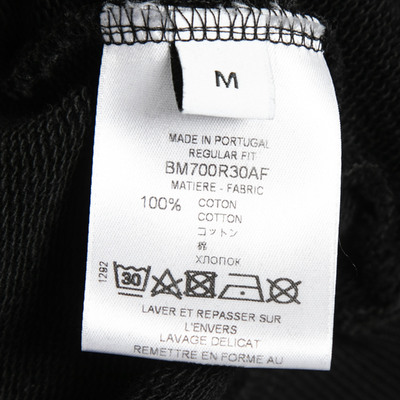 M
MADE IN PORTUGAL
REGULAR FIT
BM700R30AF
MATIERE - FABRIC
100% COTON
COTTON
コットン
棉
ХЛОПОК
1292
30
LAVER ET REPASSER SUR
L'ENVERS
LAVAGE DELICAT
REMETTRE EN FORME AU